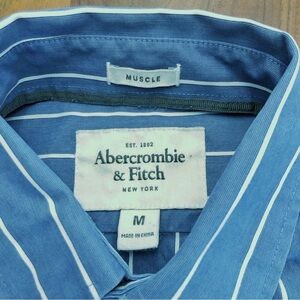 MUSCLE
EST. 1892
Abercrombie
& Fitch
NEW YORK
M
MADE IN CHINA